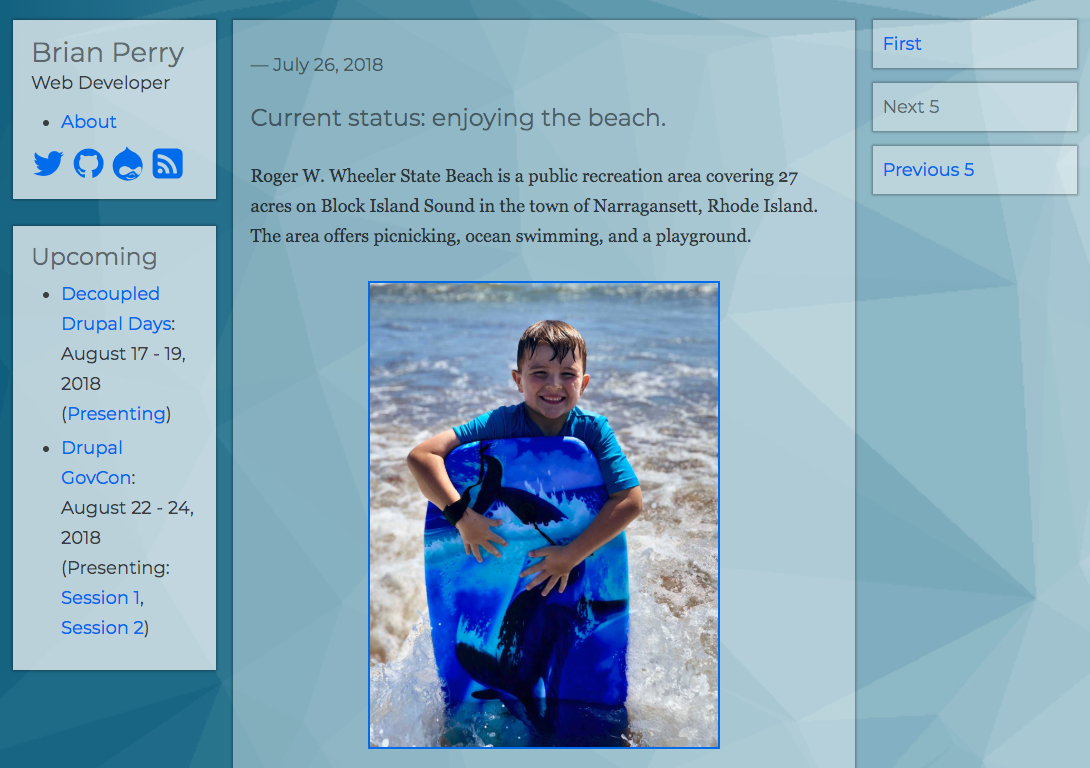 Brian Perry
Web Developer
About
Upcoming
Decoupled
Drupal Days:
August 17 - 19,
2018
(Presenting)
Drupal
GovCon:
August 22 - 24,
2018
(Presenting:
Session 1,
Session 2)
— July 26, 2018
Current status: enjoying the beach.
Roger W. Wheeler State Beach is a public recreation area covering 27
acres on Block Island Sound in the town of Narragansett, Rhode Island.
The area offers picnicking, ocean swimming, and a playground.
First
Next 5
Previous 5